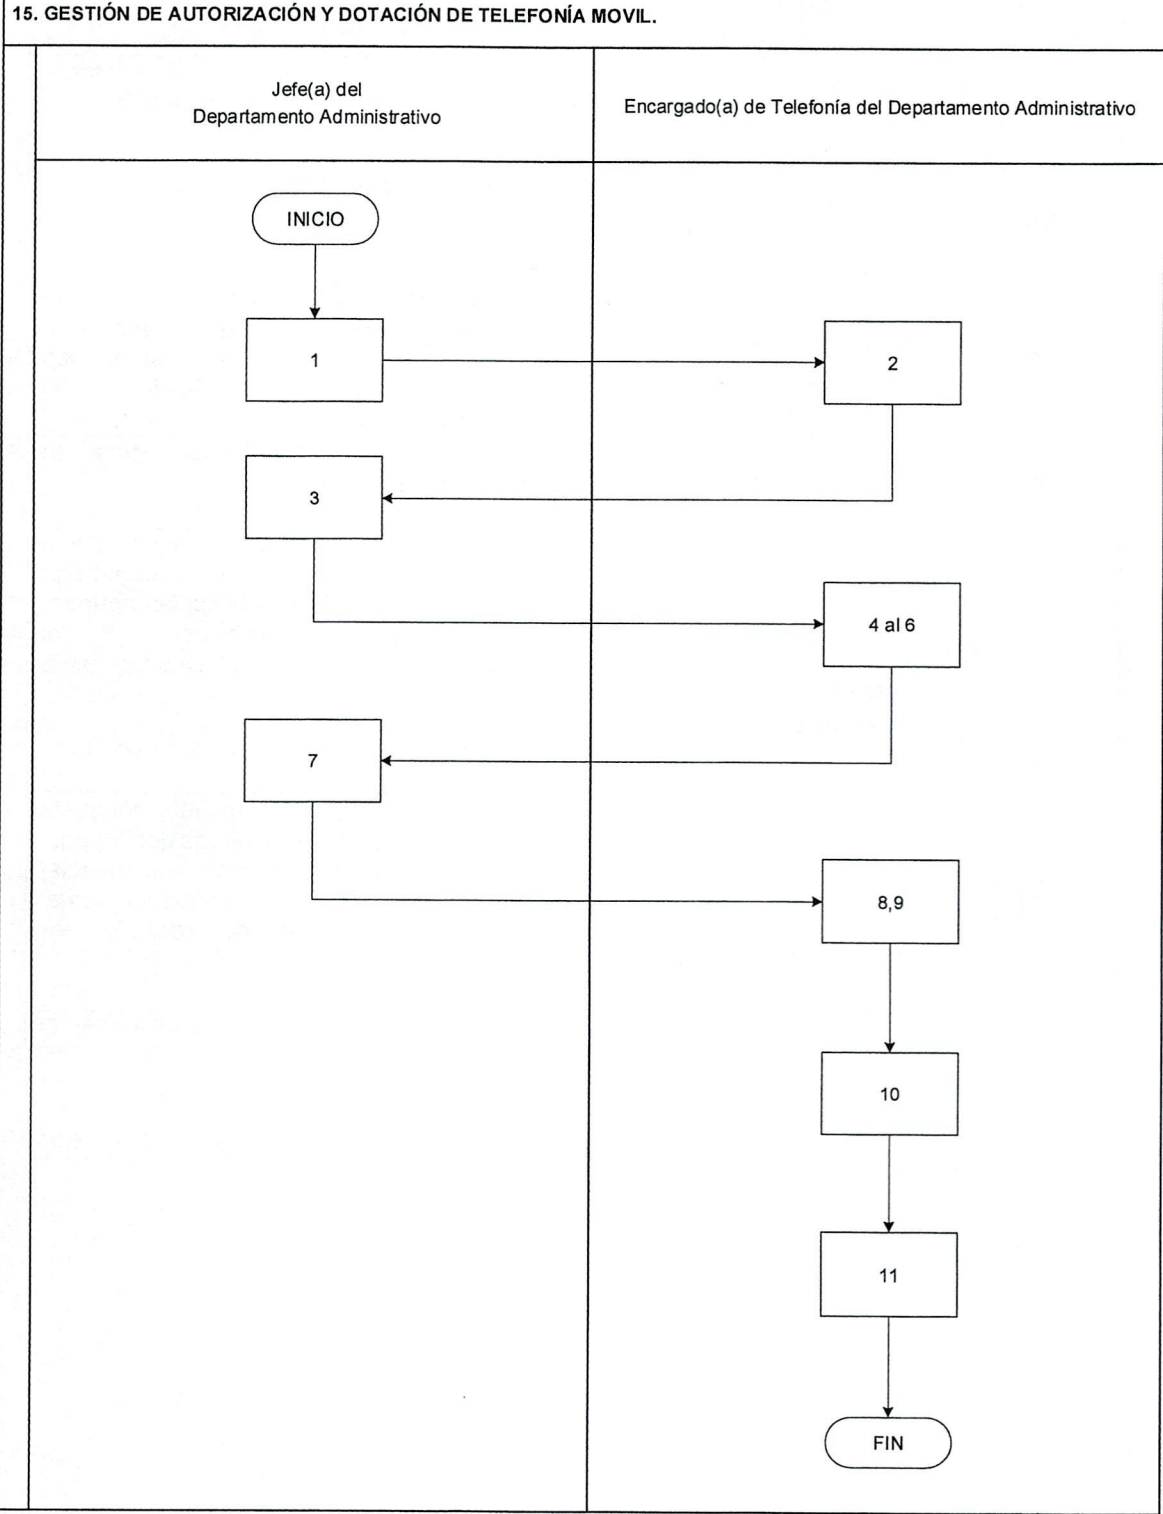 15. GESTIÓN DE AUTORIZACIÓN Y DOTACIÓN DE TELEFONÍA MOVIL.
Jefe(a) del
Departamento Administrativo
Encargado(a) de Telefonía del Departamento Administrativo
INICIO
1
2
3
4 al 6
7
8,9
10
11
FIN